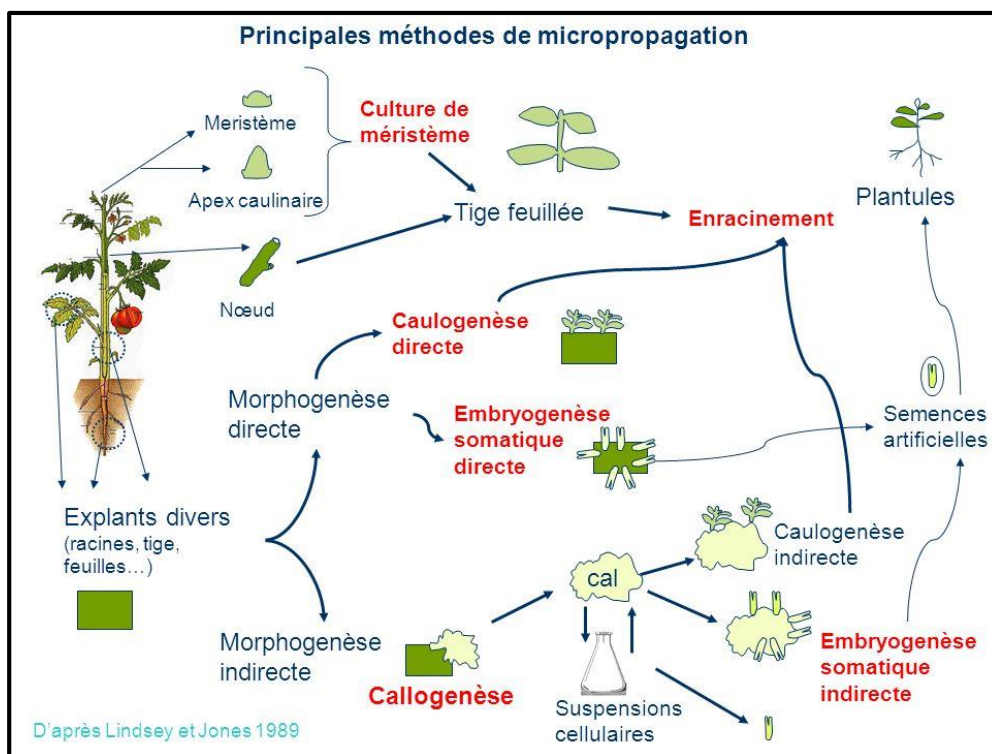 Principales méthodes de micropropagation
Meristème
Apex caulinaire
Culture de
méristème
Tige feuillée
Enracinement
Plantules
Nœud
Caulogenèse
directe
Morphogenèse
directe
Embryogenèse
somatique
directe
Semences
artificielles
Explants divers
(racines, tige,
feuilles…)
Caulogenèse
indirecte
cal
Morphogenèse
indirecte
Callogenèse
Suspensions
cellulaires
Embryogenèse
somatique
indirecte
D'après Lindsey et Jones 1989